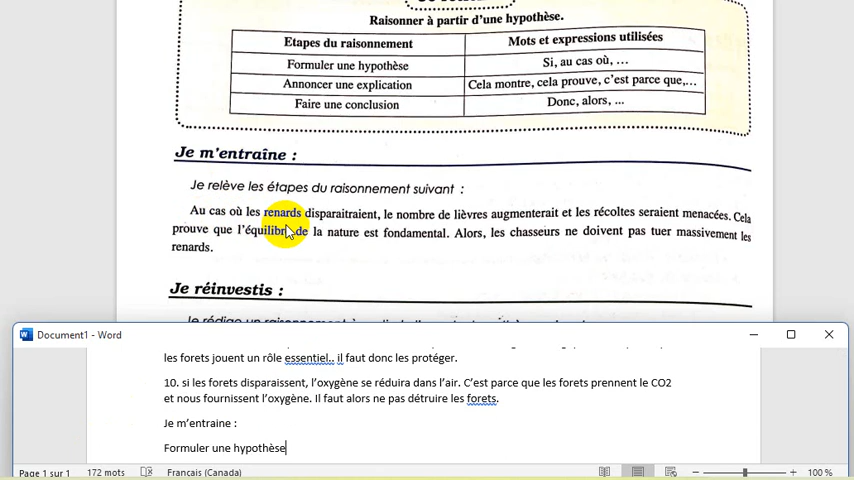 Raisonner à partir d'une hypothèse.
Etapes du raisonnement
Mots et expressions utilisées
Formuler une hypothèse
Si, au cas où, ...
Annoncer une explication
Cela montre, cela prouve, c'est parce que,...
Faire une conclusion
Donc, alors, ...
Je m'entraîne :
Je relève les étapes du raisonnement suivant :
Au cas où les renards disparaitraient, le nombre de lièvres augmenterait et les récoltes seraient menacées. Cela
prouve que l'équilibre de la nature est fondamental. Alors, les chasseurs ne doivent pas tuer massivement les
renards.
Je réinvestis :
Je rédige un raisonnement
Document1 - Word
les forets jouent un rôle essentiel.. il faut donc les protéger.
10. si les forets disparaissent, l'oxygène se réduira dans l'air. C'est parce que les forets prennent le CO2
et nous fournissent l'oxygène. Il faut alors ne pas détruire les forets.
Je m'entraine :
Formuler une hypothèse
Page 1 sur 1
172 mots
Français (Canada)
100 %